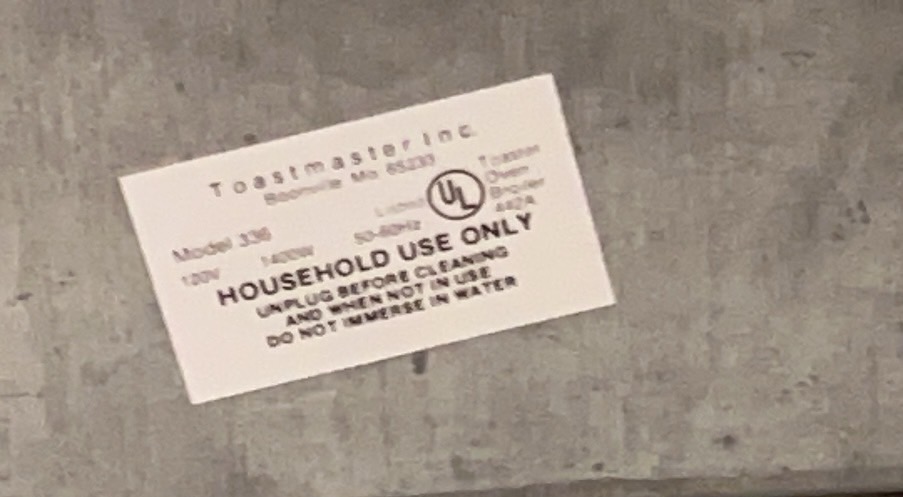 Toastmaster Inc.
Boonville Mo 65233
Listed UL Toaster
Oven
Broiler
Model 336
120V 1400W 50-60Hz 442A
HOUSEHOLD USE ONLY
UNPLUG BEFORE CLEANING
AND WHEN NOT IN USE
DO NOT IMMERSE IN WATER